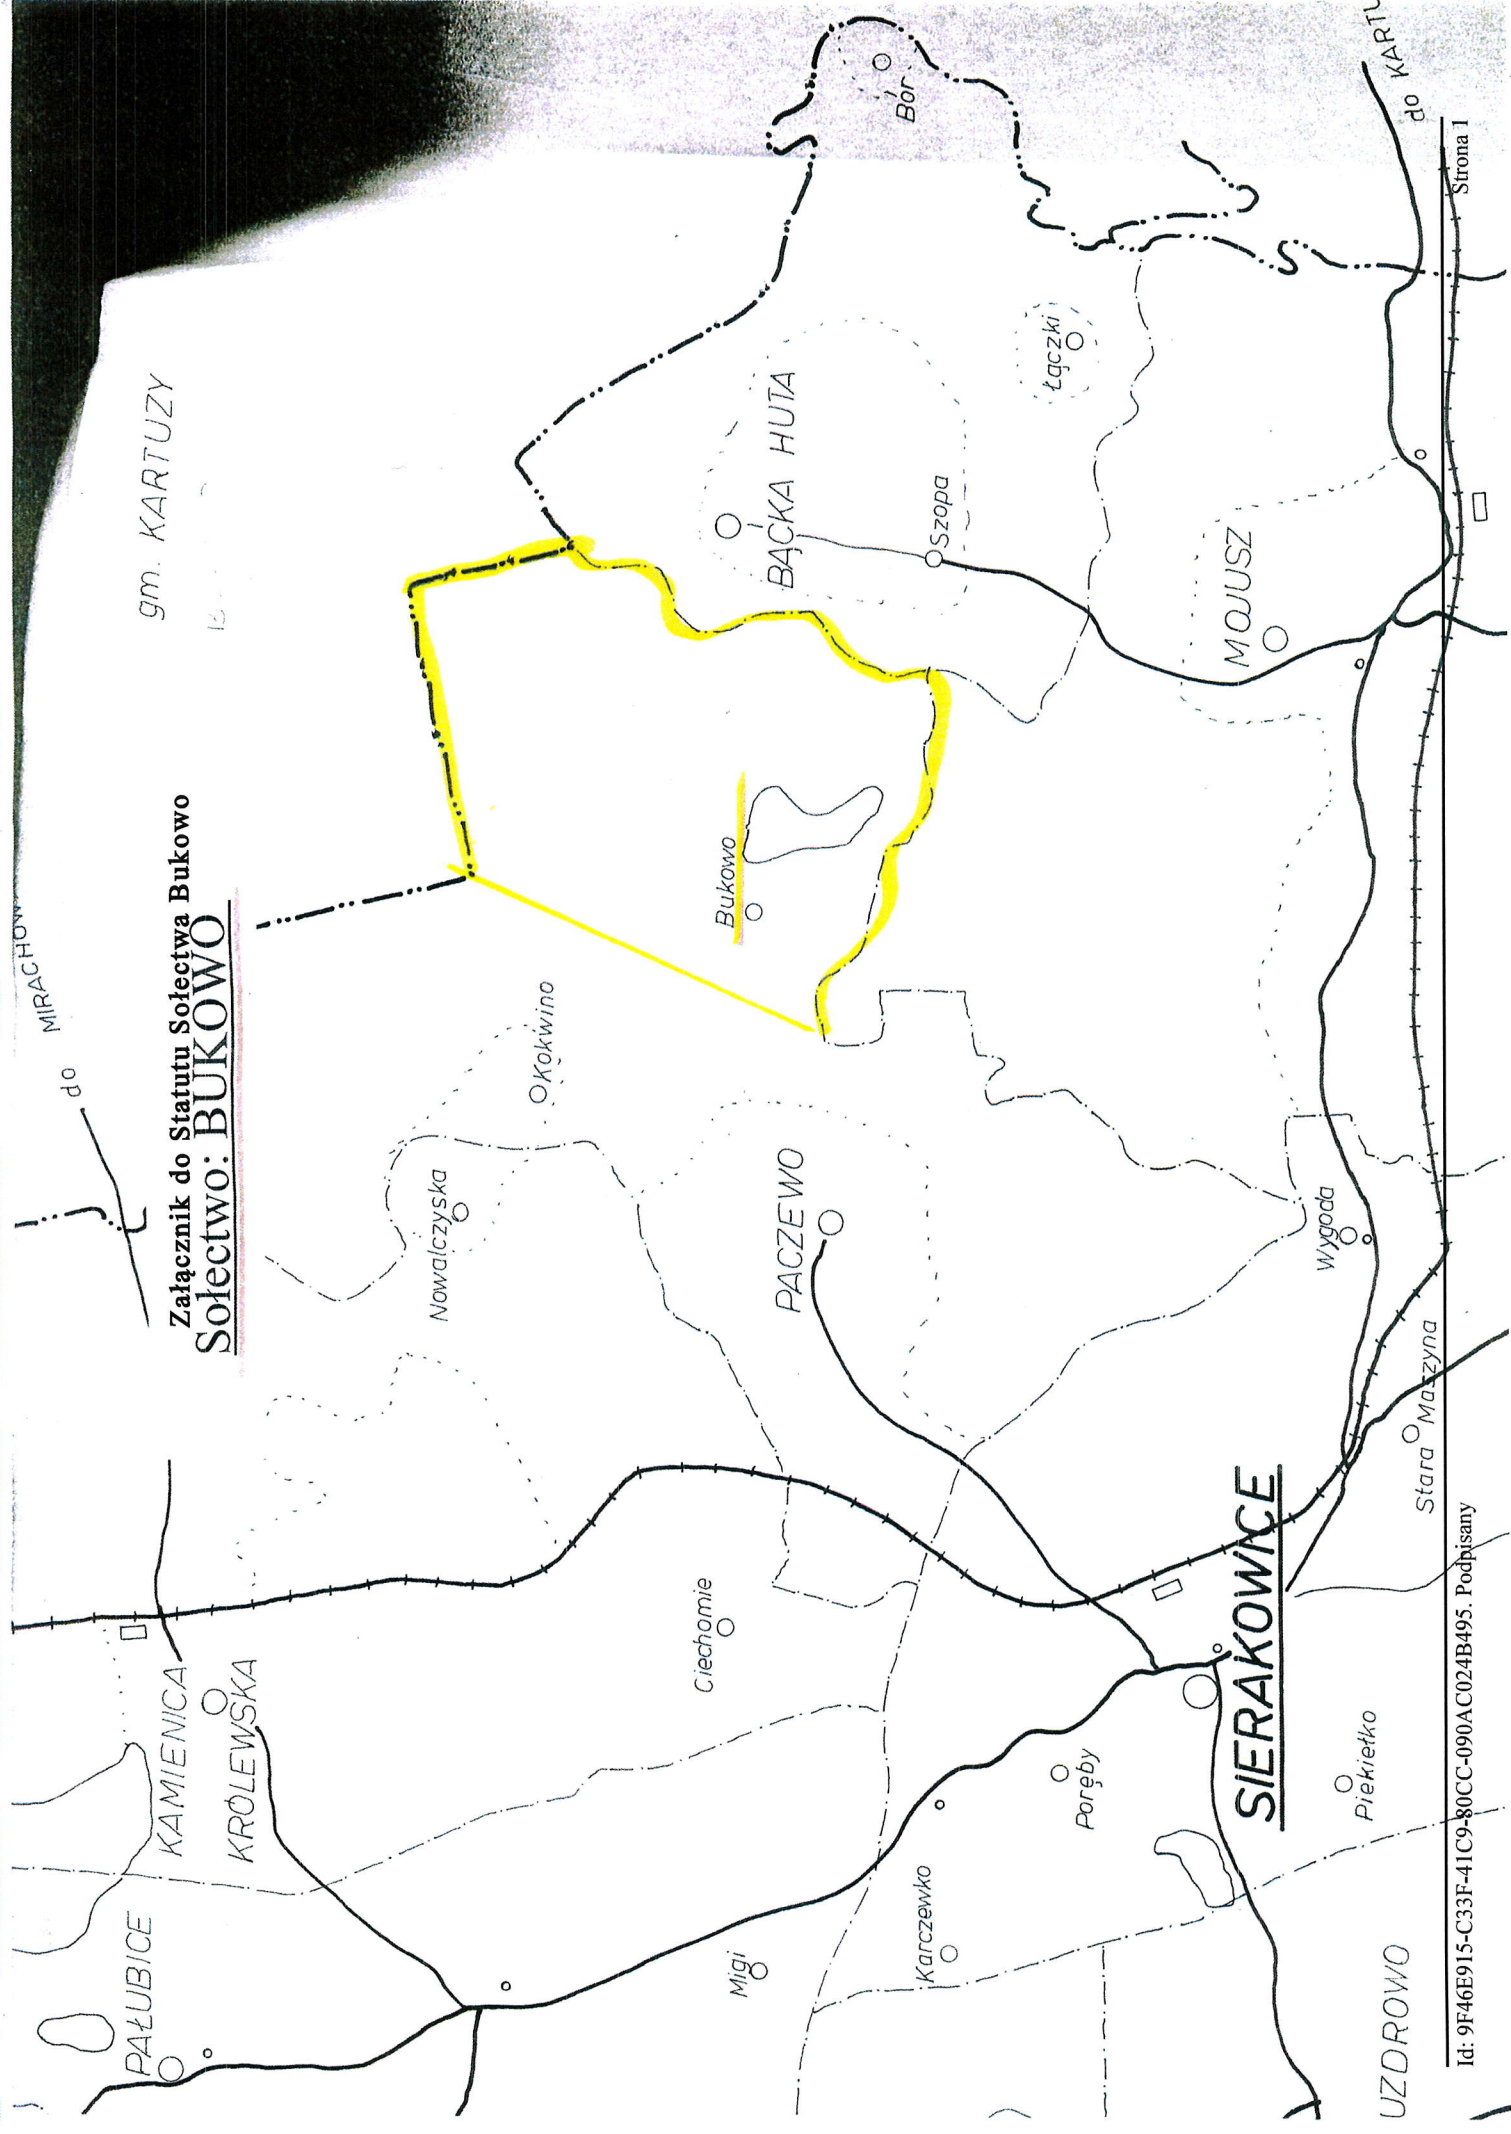 do MIRACHOW
gm. KARTUZY
Załącznik do Statutu Sołectwa Bukowo
Sołectwo: BUKOWO
KAMIENICA
KRÓLEWSKA
PAŁUBICE
Nowalczyska
Kokwino
Bukowo
BĄCKA HUTA
Bór
Szopa
Łączki
PACZEWO
Ciechomie
Migi
Karczewko
Poręby
MOJUSZ
Wygoda
SIERAKOWICE
Piekiełko
Stara Maszyna
UZDROWO
do KARTU
Id: 9F46E915-C33F-41C9-80CC-090AC024B495. Podpisany
Strona 1